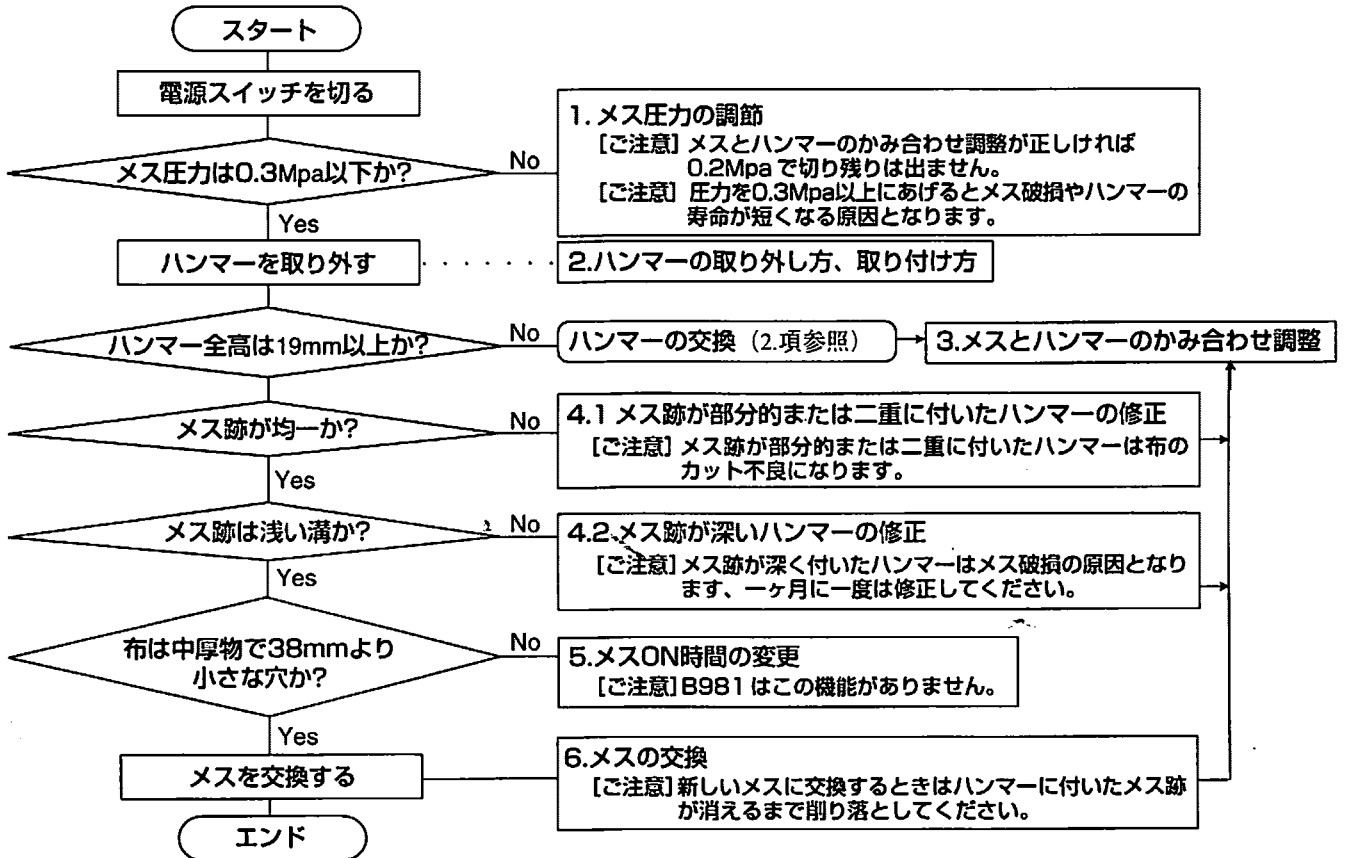 スタート
電源スイッチを切る
メス圧力は0.3Mpa以下か?
No
1. メス圧力の調節
[ご注意] メスとハンマーのかみ合わせ調整が正しければ
0.2Mpa で切り残りは出ません。
[ご注意] 圧力を0.3Mpa以上にあげるとメス破損やハンマーの
寿命が短くなる原因となります。
Yes
ハンマーを取り外す
2.ハンマーの取り外し方、取り付け方
ハンマー全高は19mm以上か?
No
ハンマーの交換(2.項参照)
3.メスとハンマーのかみ合わせ調整
メス跡が均一か?
No
4.1 メス跡が部分的または二重に付いたハンマーの修正
[ご注意] メス跡が部分的または二重に付いたハンマーは布の
カット不良になります。
Yes
メス跡は浅い溝か?
No
4.2.メス跡が深いハンマーの修正
[ご注意] メス跡が深く付いたハンマーはメス破損の原因となり
ます、一ヶ月に一度は修正してください。
Yes
布は中厚物で38mmより
小さな穴か?
No
5.メスON時間の変更
[ご注意] B981はこの機能がありません。
Yes
メスを交換する
6.メスの交換
[ご注意] 新しいメスに交換するときはハンマーに付いたメス跡
が消えるまで削り落としてください。
エンド